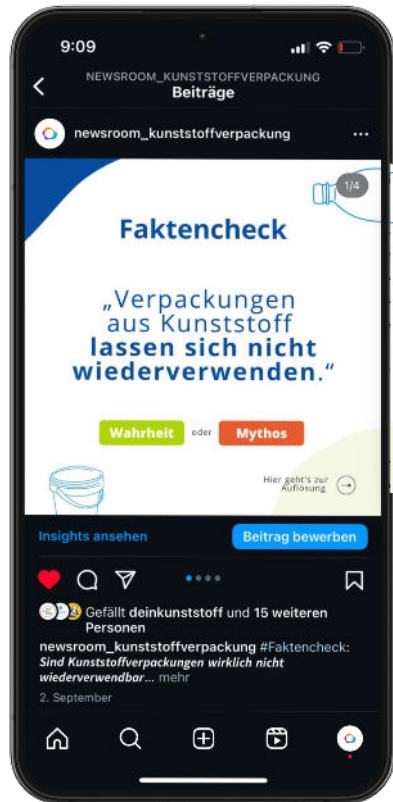 9:09
NEWSROOM_KUNSTSTOFFVERPACKUNG
Beiträge
newsroom_kunststoffverpackung
1/4
Faktencheck
„Verpackungen
aus Kunststoff
lassen sich nicht
wiederverwenden.“
Wahrheit oder Mythos
Hier geht's zur
Auflösung
Insights ansehen
Beitrag bewerben
Gefällt deinkunststoff und 15 weiteren
Personen
newsroom_kunststoffverpackung #Faktencheck:
Sind Kunststoffverpackungen wirklich nicht
wiederverwendbar... mehr
2. September